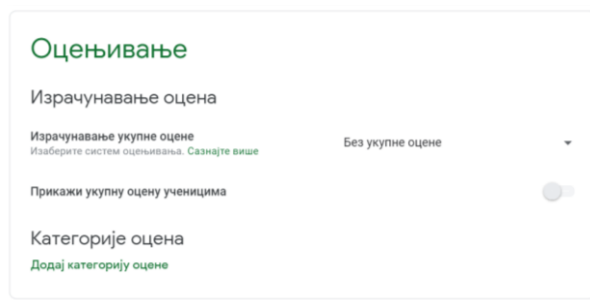 Оцењивање
Израчунавање оцена
Израчунавање укупне оцене
Изаберите систем оцењивања. Сазнајте више
Без укупне оцене
Прикажи укупну оцену ученицима
Категорије оцена
Додај категорију оцене